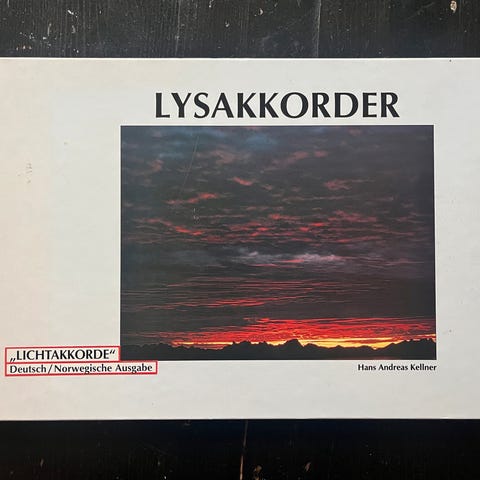 LYSAKKORDER
„LICHTAKKORDE“
Deutsch/Norwegische Ausgabe
Hans Andreas Kellner